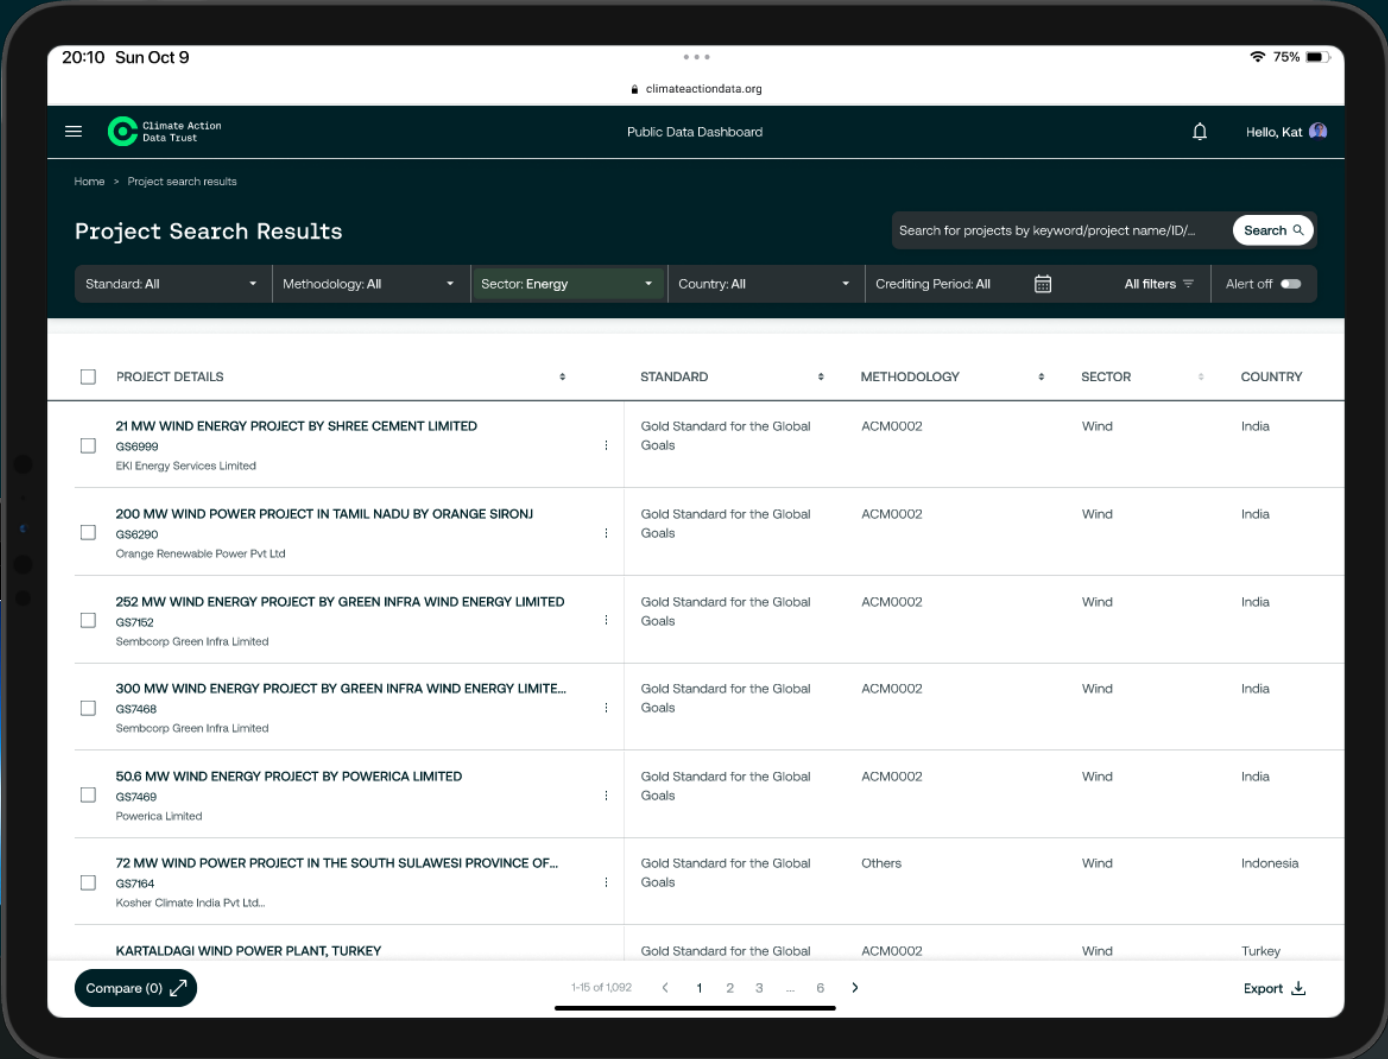 20:10 Sun Oct 9
75%
climateactiondata.org
Climate Action
Data Trust
Public Data Dashboard
Hello, Kat
Home > Project search results
Project Search Results
Search for projects by keyword/project name/ID/...
Search
Standard: All
Methodology: All
Sector: Energy
Country: All
Crediting Period: All
All filters
Alert off
PROJECT DETAILS STANDARD METHODOLOGY SECTOR COUNTRY
21 MW WIND ENERGY PROJECT BY SHREE CEMENT LIMITED
GS6999
EKI Energy Services Limited
Gold Standard for the Global
Goals
ACM0002
Wind
India
200 MW WIND POWER PROJECT IN TAMIL NADU BY ORANGE SIRONJ
GS6290
Orange Renewable Power Pvt Ltd
Gold Standard for the Global
Goals
ACM0002
Wind
India
252 MW WIND ENERGY PROJECT BY GREEN INFRA WIND ENERGY LIMITED
GS7152
Sembcorp Green Infra Limited
Gold Standard for the Global
Goals
ACM0002
Wind
India
300 MW WIND ENERGY PROJECT BY GREEN INFRA WIND ENERGY LIMITE...
GS7468
Sembcorp Green Infra Limited
Gold Standard for the Global
Goals
ACM0002
Wind
India
50.6 MW WIND ENERGY PROJECT BY POWERICA LIMITED
GS7469
Powerica Limited
Gold Standard for the Global
Goals
ACM0002
Wind
India
72 MW WIND POWER PROJECT IN THE SOUTH SULAWESI PROVINCE OF...
GS7164
Kosher Climate India Pvt Ltd...
Gold Standard for the Global
Goals
Others
Wind
Indonesia
KARTALDAGI WIND POWER PLANT, TURKEY
Gold Standard for the Global
ACM0002
Wind
Turkey
Compare (0)
1-15 of 1,092
< 1 2 3 ... 6 >
Export